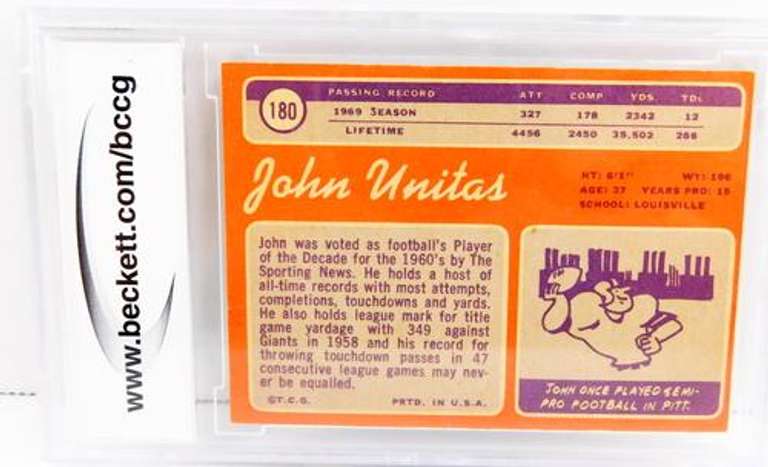 www.beckett.com/bccg
180
PASSING RECORD ATT COMP YDS. TDS
1969 SEASON 327 178 2342 12
LIFETIME 4456 2450 35,502 266
John Unitas
HT: 6'1" WT: 196
AGE: 37 YEARS PRO: 15
SCHOOL: LOUISVILLE
John was voted as football's Player
of the Decade for the 1960's by The
Sporting News. He holds a host of
all-time records with most attempts,
completions, touchdowns and yards.
He also holds league mark for title
game yardage with 349 against
Giants in 1958 and his record for
throwing touchdown passes in 47
consecutive league games may nev-
er be equalled.
©T.C.G. PRTD. IN U.S.A.
JOHN ONCE PLAYED SEMI-
PRO FOOTBALL IN PITT.